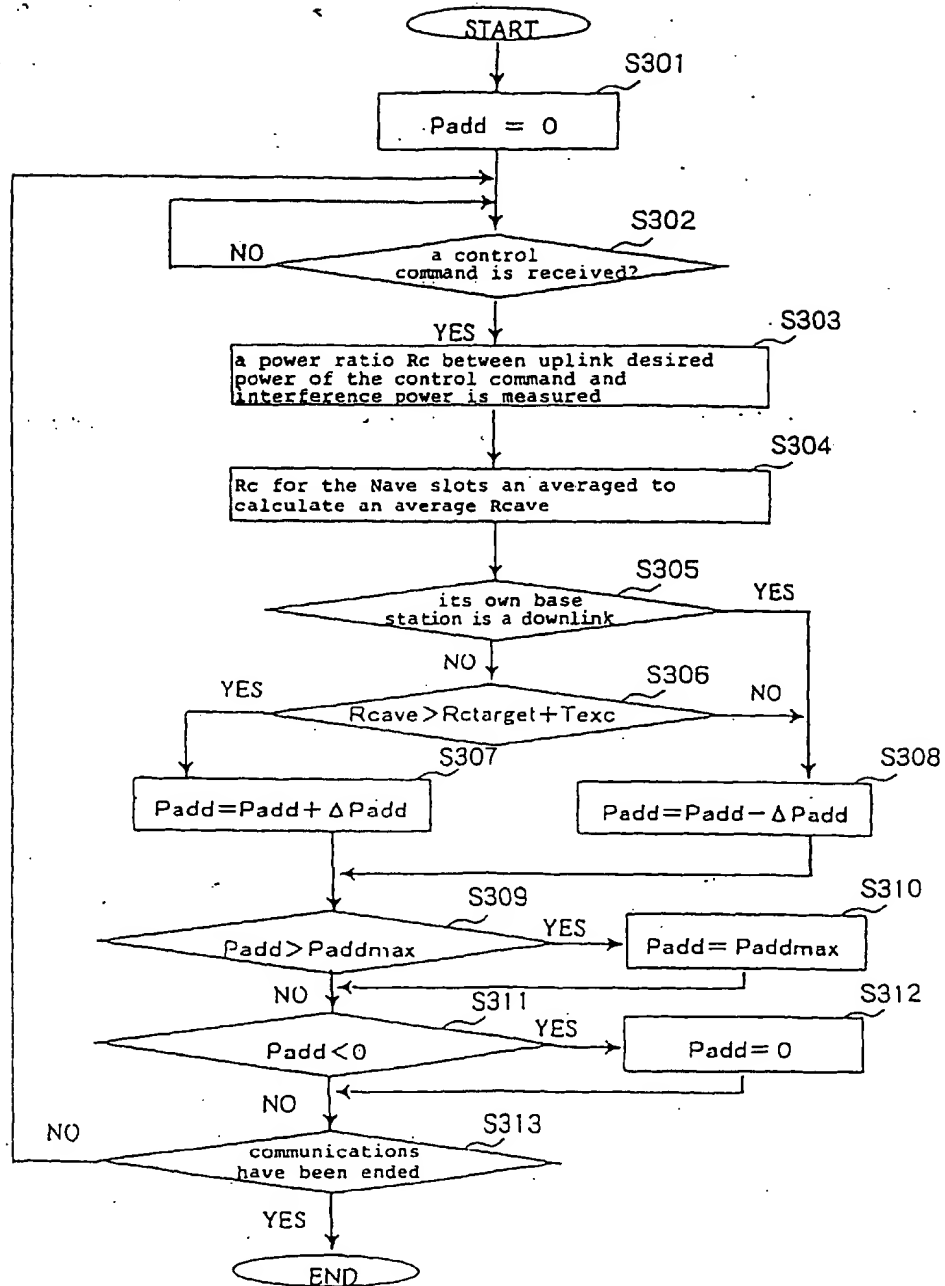 START
S301
Padd = 0
S302
NO
a control
command is received?
YES
S303
a power ratio Rc between uplink desired
power of the control command and
interference power is measured
S304
Rc for the Nave slots an averaged to
calculate an average Rcave
S305
YES
its own base
station is a downlink
NO
S306
YES
NO
Rcave>Rctarget+Texc
S307
S308
Padd=Padd+ΔPadd
Padd=Padd−ΔPadd
S309
S310
YES
Padd>Paddmax
Padd=Paddmax
NO
S311
S312
YES
Padd<0
Padd=0
NO
NO
S313
communications
have been ended
YES
END